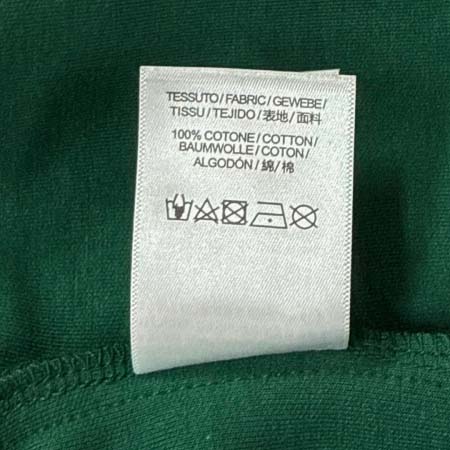 TESSUTO/FABRIC/GEWEBE/
TISSU/TEJIDO/表地/面料
100% COTONE/COTTON/
BAUMWOLLE/COTON/
ALGODÓN/綿/棉